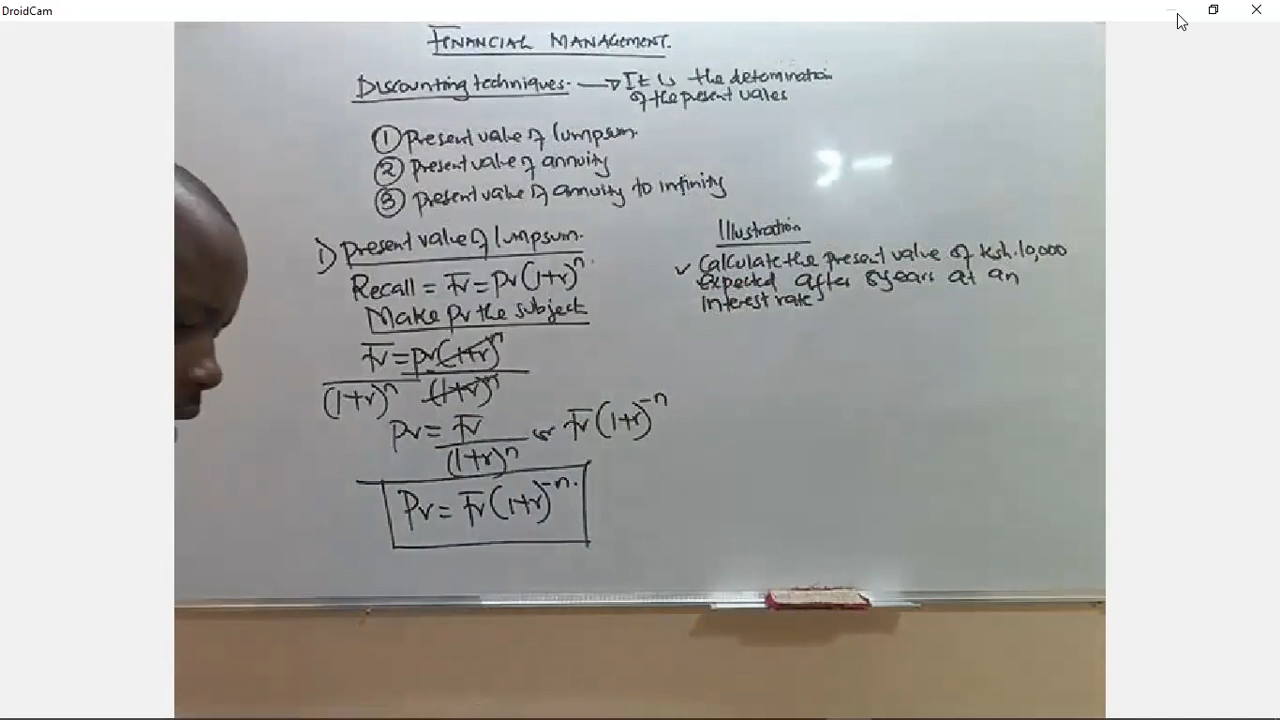 DroidCam
FINANCIAL MANAGEMENT.
Discounting techniques. → It is the determination
of the present vales
① Present value of lumpsum.
② Present value of annuity
③ Present value of annuity to infinity
1) Present value of lumpsum.
Recall = Fv = Pv(1+r)^n.
Make Pv the subject
Fv = Pv(1+r)^n
(1+r)^n (1+r)^n
Pv = Fv or Fv(1+r)^-n
(1+r)^n
Pv = Fv(1+r)^-n.
Illustration
✓ Calculate the present value of Ksh.10,000
Expected after 8years at an
interest rate